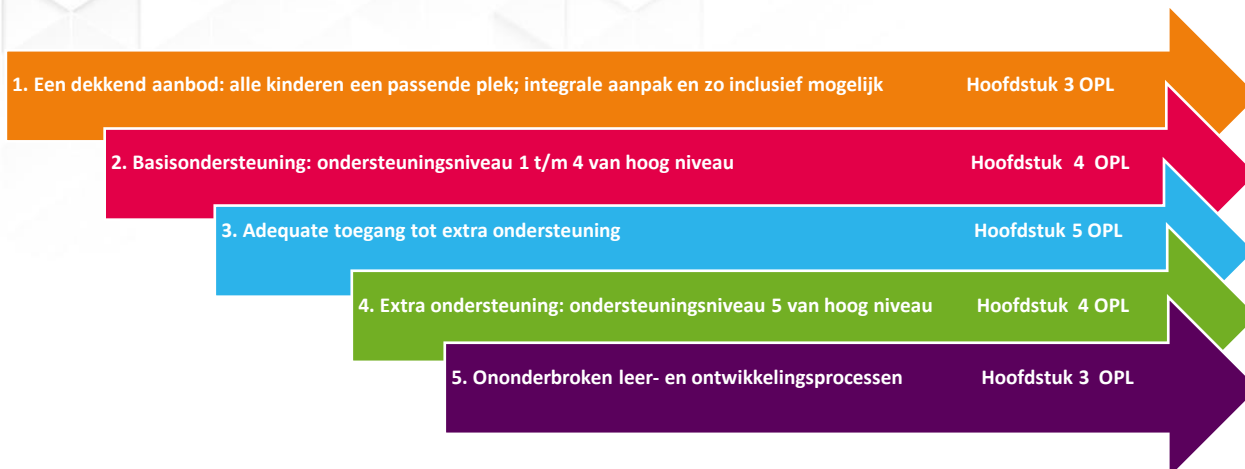 1. Een dekkend aanbod: alle kinderen een passende plek; integrale aanpak en zo inclusief mogelijk Hoofdstuk 3 OPL
2. Basisondersteuning: ondersteuningsniveau 1 t/m 4 van hoog niveau Hoofdstuk 4 OPL
3. Adequate toegang tot extra ondersteuning Hoofdstuk 5 OPL
4. Extra ondersteuning: ondersteuningsniveau 5 van hoog niveau Hoofdstuk 4 OPL
5. Ononderbroken leer- en ontwikkelingsprocessen Hoofdstuk 3 OPL